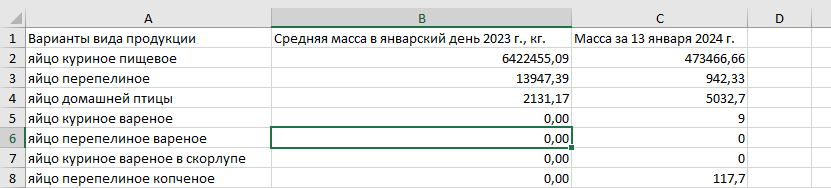 A B C D
1 Варианты вида продукции Средняя масса в январский день 2023 г., кг. Масса за 13 января 2024 г.
2 яйцо куриное пищевое 6422455,09 473466,66
3 яйцо перепелиное 13947,39 942,33
4 яйцо домашней птицы 2131,17 5032,7
5 яйцо куриное вареное 0,00 9
6 яйцо перепелиное вареное 0,00 0
7 яйцо куриное вареное в скорлупе 0,00 0
8 яйцо перепелиное копченое 0,00 117,7